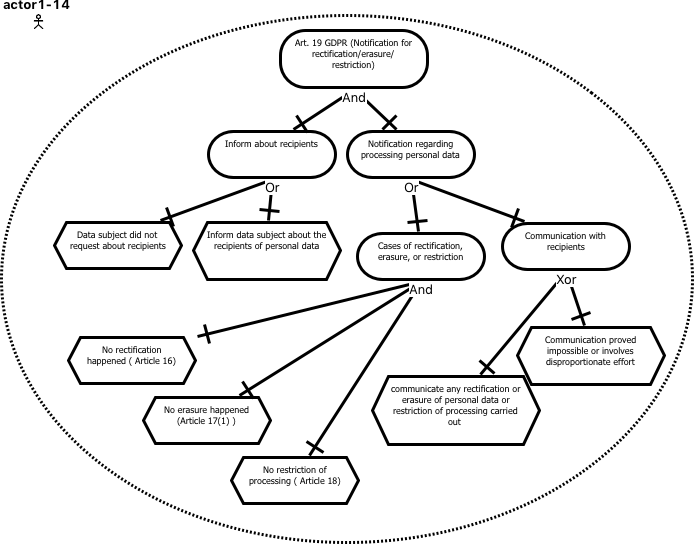 actor1-14
Art. 19 GDPR (Notification for
rectification/erasure/
restriction)
And
Inform about recipients
Notification regarding
processing personal data
Or
Or
Data subject did not
request about recipients
Inform data subject about the
recipients of personal data
Cases of rectification,
erasure, or restriction
Communication with
recipients
And
Xor
No rectification
happened ( Article 16)
Communication proved
impossible or involves
disproportionate effort
No erasure happened
(Article 17(1) )
communicate any rectification or
erasure of personal data or
restriction of processing carried
out
No restriction of
processing ( Article 18)